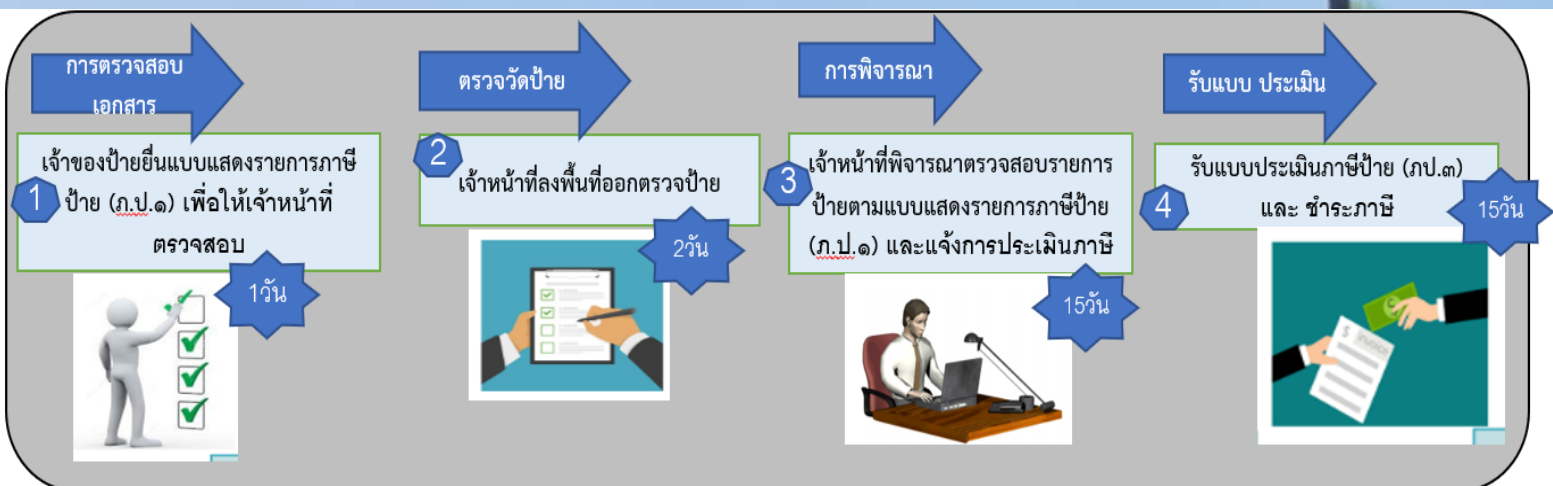 การตรวจสอบ
เอกสาร
1
เจ้าของป้ายยื่นแบบแสดงรายการภาษี
ป้าย (ภ.ป.๑) เพื่อให้เจ้าหน้าที่
ตรวจสอบ
1วัน
ตรวจวัดป้าย
2
เจ้าหน้าที่ลงพื้นที่ออกตรวจป้าย
2วัน
การพิจารณา
3
เจ้าหน้าที่พิจารณาตรวจสอบรายการ
ป้ายตามแบบแสดงรายการภาษีป้าย
(ภ.ป.๑) และแจ้งการประเมินภาษี
15วัน
รับแบบ ประเมิน
4
รับแบบประเมินภาษีป้าย (ภป.๓)
และ ชำระภาษี
15วัน
$ INVOICE